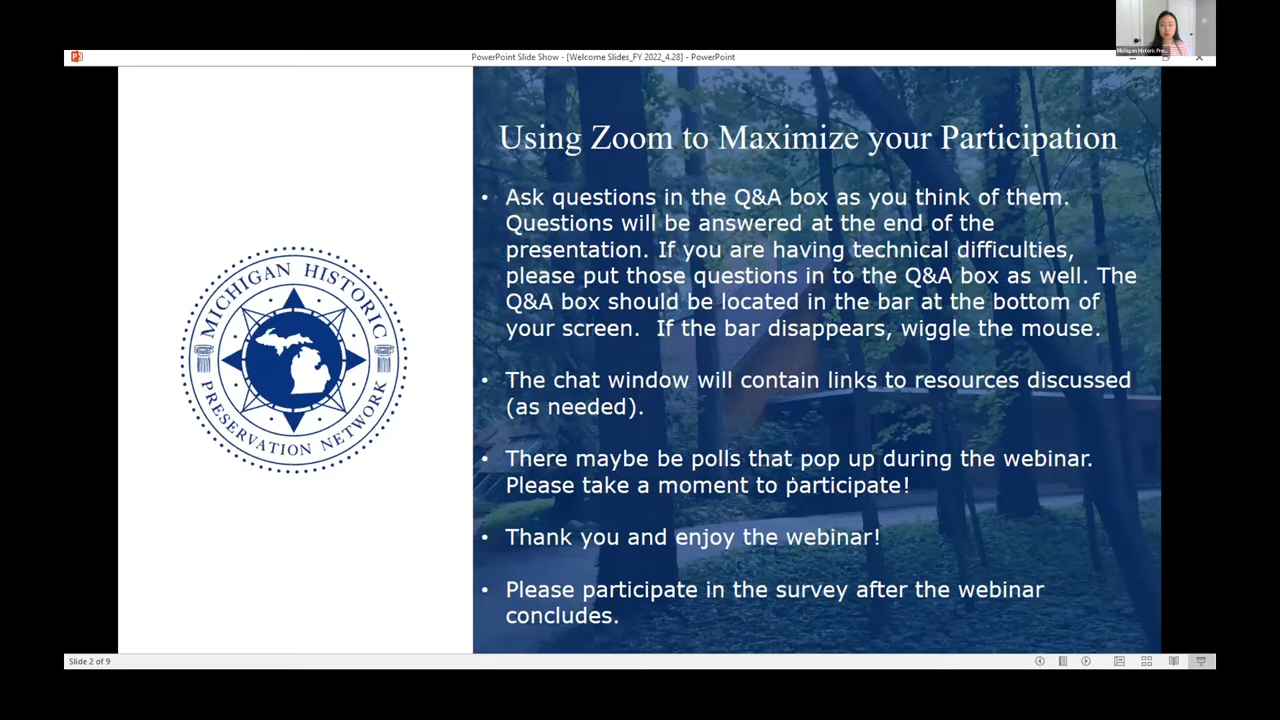 Michigan Historic Pre...
PowerPoint Slide Show - [Welcome Slides_FY 2022_4.28] - PowerPoint
Using Zoom to Maximize your Participation
• Ask questions in the Q&A box as you think of them.
Questions will be answered at the end of the
presentation. If you are having technical difficulties,
please put those questions in to the Q&A box as well. The
Q&A box should be located in the bar at the bottom of
your screen.  If the bar disappears, wiggle the mouse.
• The chat window will contain links to resources discussed
(as needed).
• There maybe be polls that pop up during the webinar.
Please take a moment to participate!
• Thank you and enjoy the webinar!
• Please participate in the survey after the webinar
concludes.
MICHIGAN HISTORIC
PRESERVATION NETWORK
Slide 2 of 9